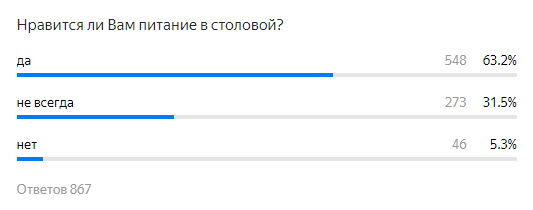 Нравится ли Вам питание в столовой?
да 548 63.2%
не всегда 273 31.5%
нет 46 5.3%
Ответов 867